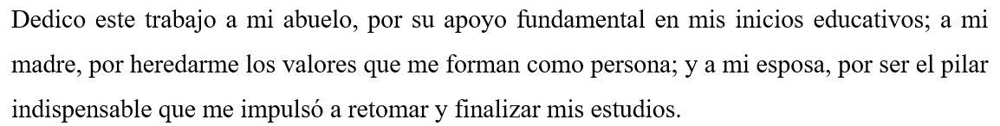 Dedico este trabajo a mi abuelo, por su apoyo fundamental en mis inicios educativos; a mi
madre, por heredarme los valores que me forman como persona; y a mi esposa, por ser el pilar
indispensable que me impulsó a retomar y finalizar mis estudios.